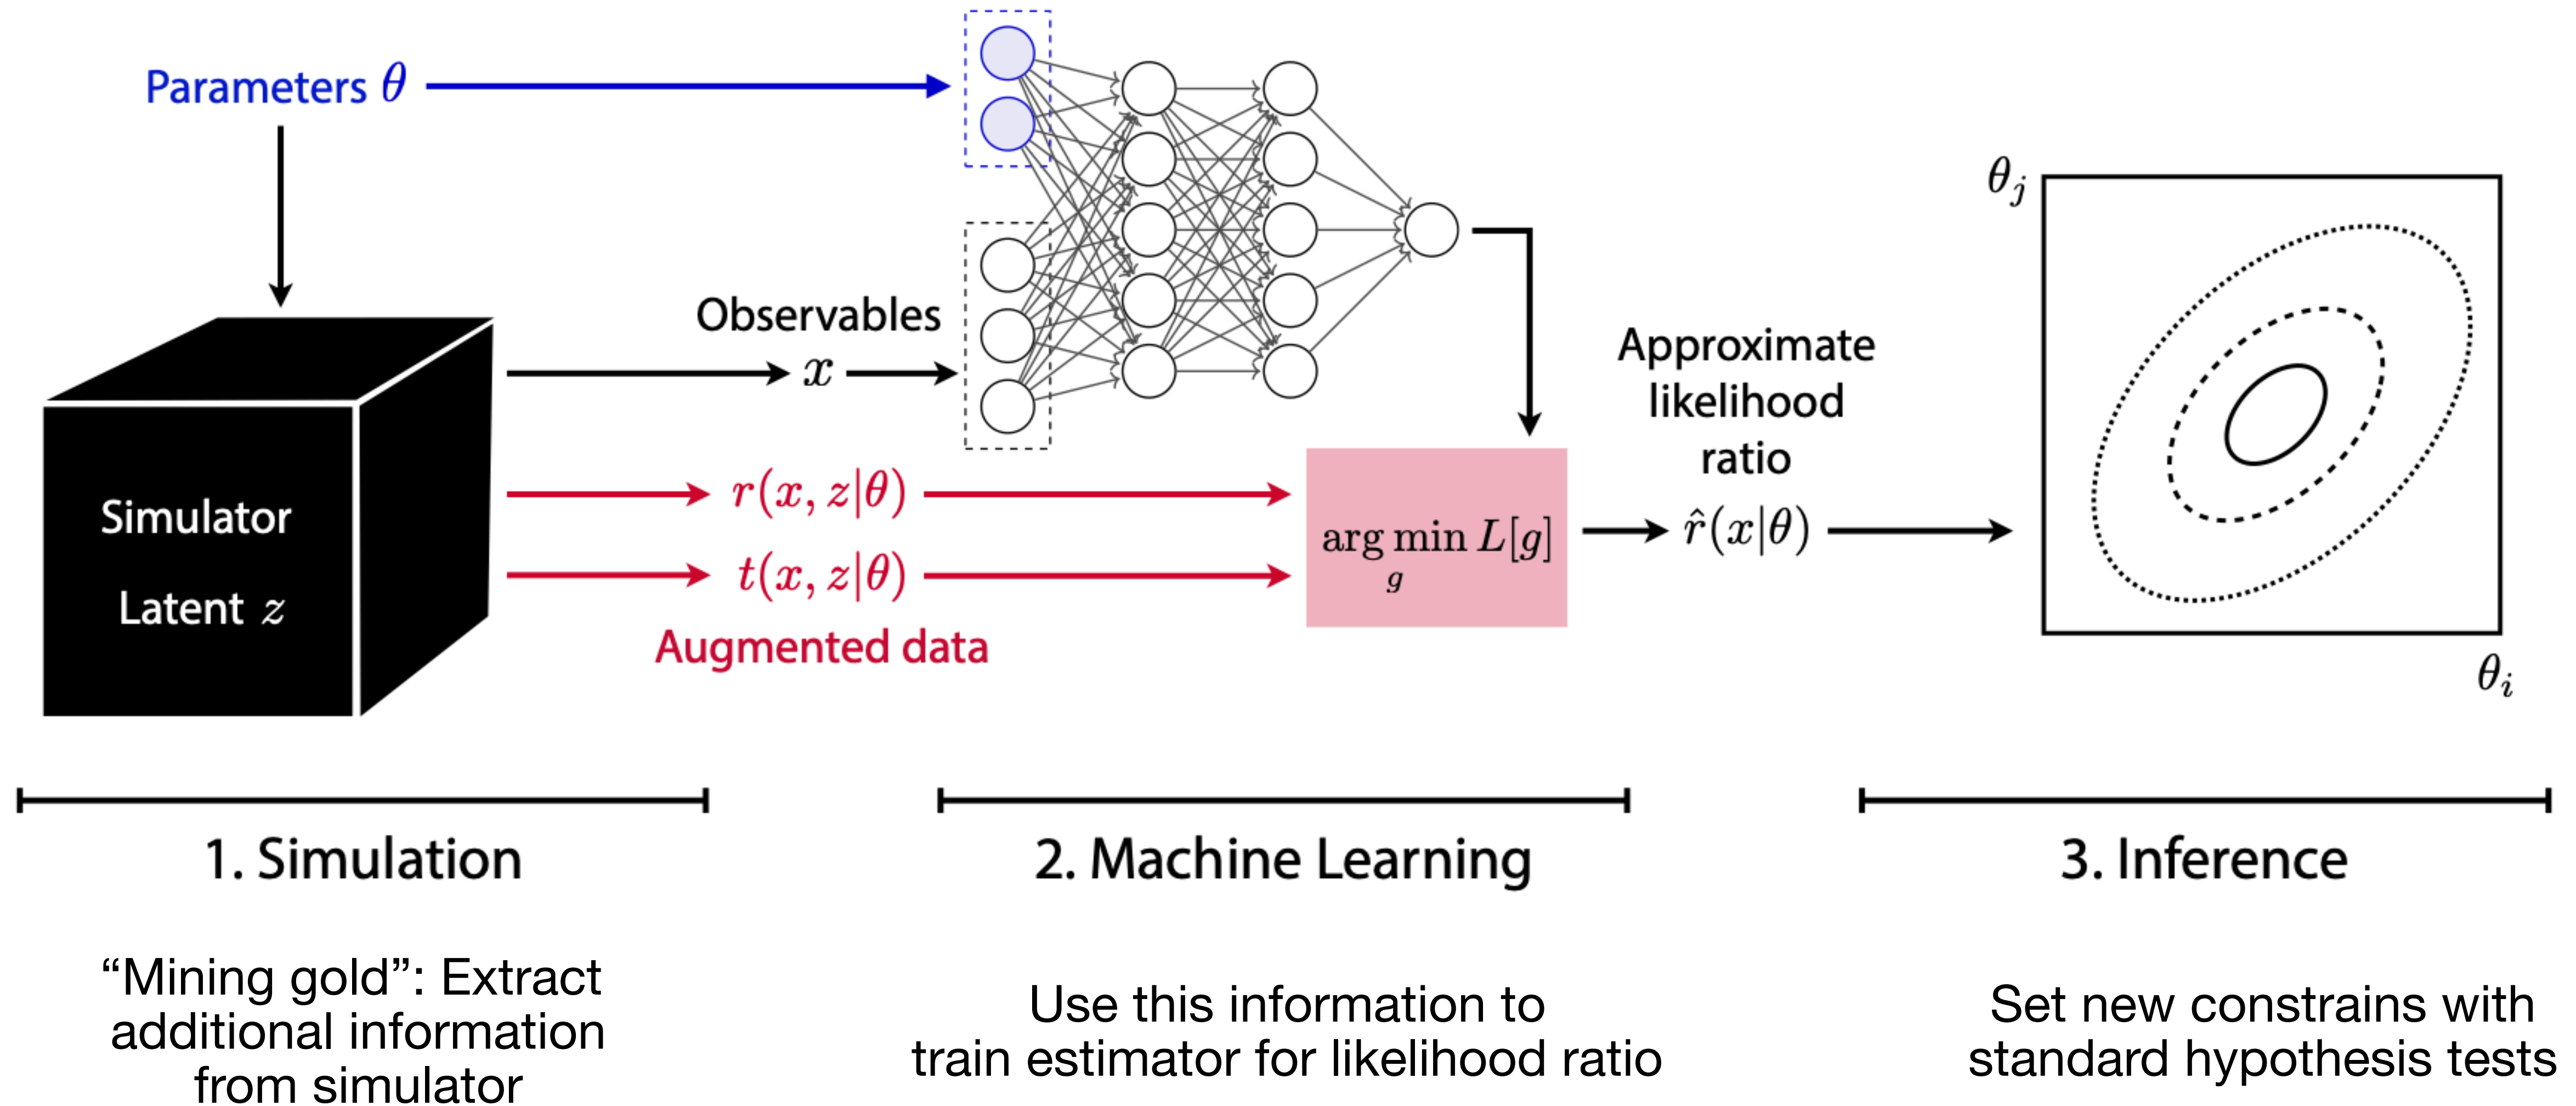 Parameters θ
Observables
x
Simulator
Latent z
r(x, z|θ)
t(x, z|θ)
Augmented data
arg min L[g]
g
Approximate
likelihood
ratio
r̂(x|θ)
θj
θi
1. Simulation
2. Machine Learning
3. Inference
“Mining gold”: Extract
additional information
from simulator
Use this information to
train estimator for likelihood ratio
Set new constrains with
standard hypothesis tests